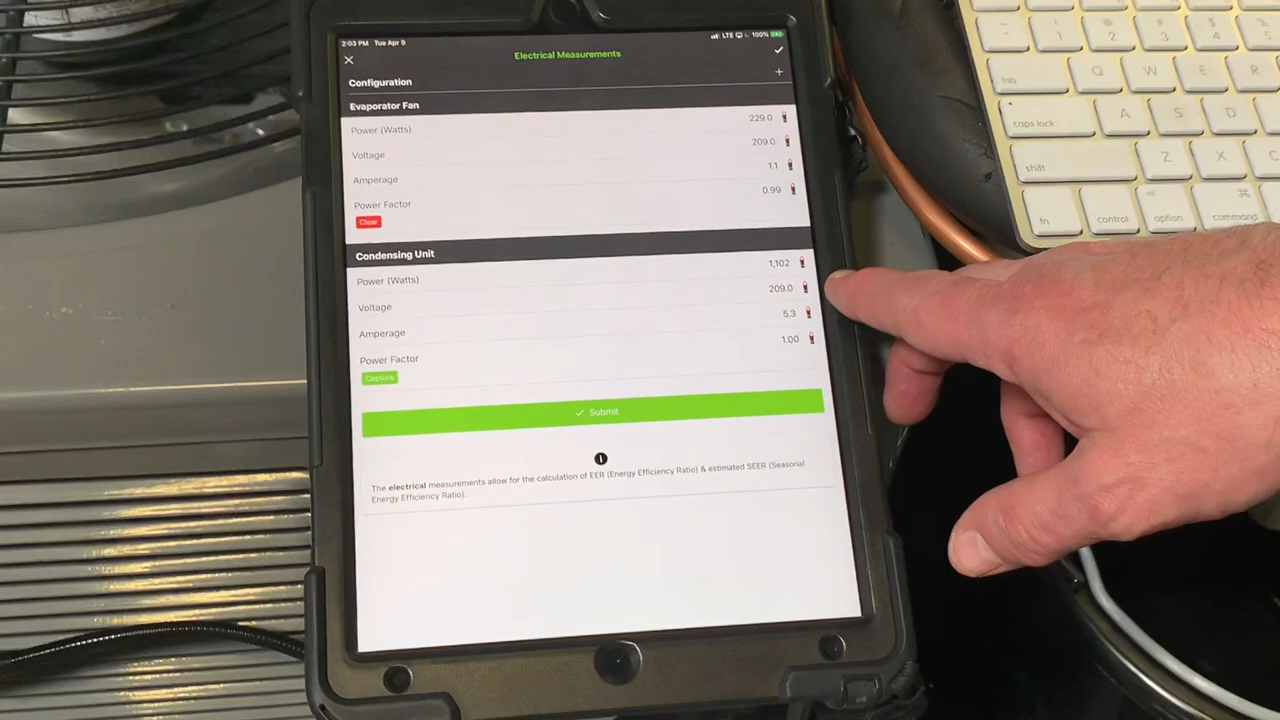 2:03 PM Tue Apr 9
LTE 100%
Electrical Measurements
Configuration
Evaporator Fan
Power (Watts) 229.0
Voltage 209.0
Amperage 1.1
Power Factor 0.99
Clear
Condensing Unit
Power (Watts) 1,102
Voltage 209.0
Amperage 5.3
Power Factor 1.00
Capture
✓ Submit
The electrical measurements allow for the calculation of EER (Energy Efficiency Ratio) & estimated SEER (Seasonal
Energy Efficiency Ratio).
~ ! @ # $ %
1 2 3 4 5
tab Q W E R
caps lock A S D
shift Z X C
fn control option command